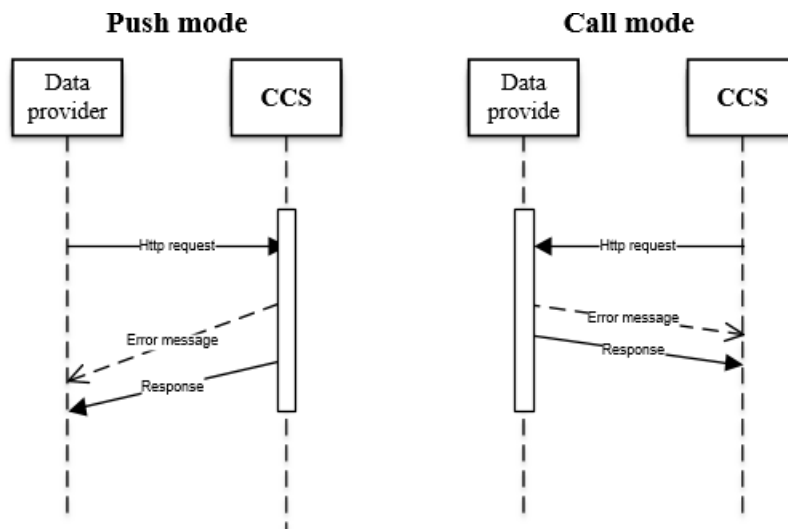 Push mode
Call mode
Data
provider
CCS
Data
provide
CCS
Http request
Http request
Error message
Response
Error message
Response